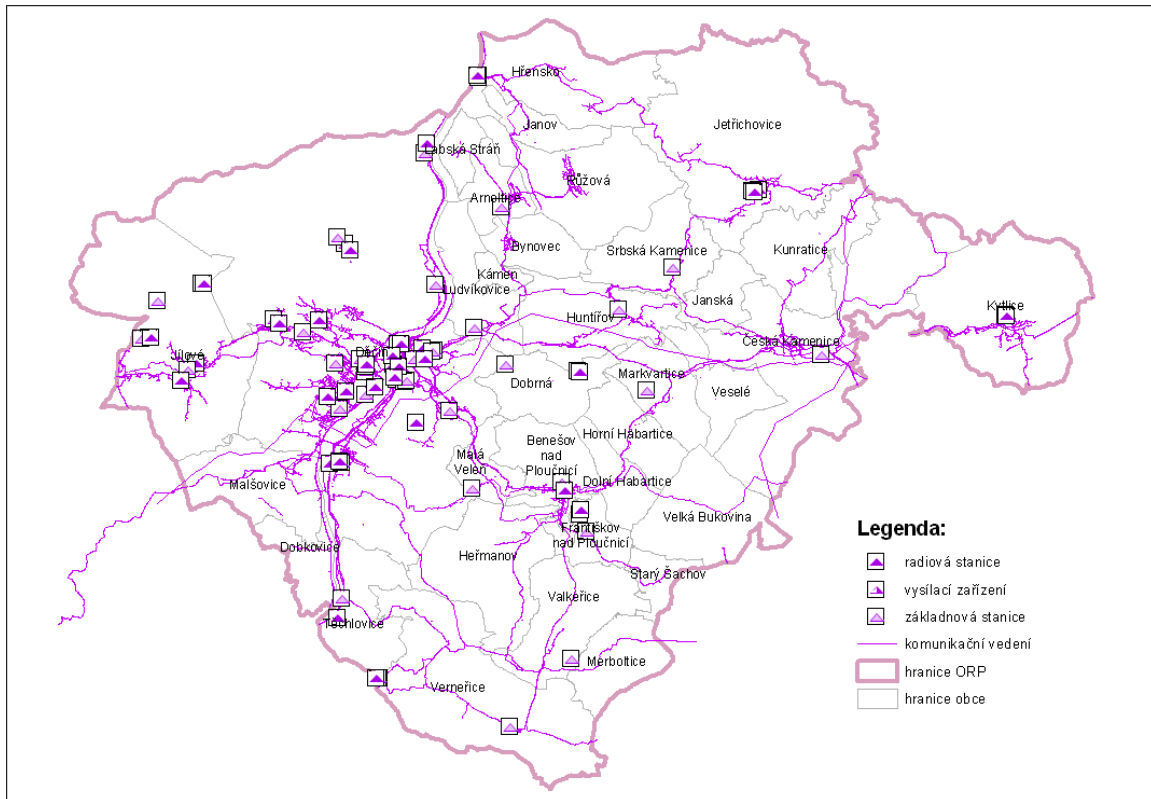 Hřensko
Janov
Jetřichovice
Labská Stráň
Růžová
Arnoltice
Bynovec
Srbská Kamenice
Kunratice
Kámen
Ludvíkovice
Janská
Huntířov
Kytlice
Česká Kamenice
Děčín
Jílové
Dobrná
Markvartice
Veselé
Benešov
nad
Ploučnicí
Horní Habartice
Malá
Veleň
Malšovice
Dolní Habartice
Velká Bukovina
Františkov
nad Ploučnicí
Dobkovice
Heřmanov
Starý Šachov
Valkeřice
Těchlovice
Merboltice
Verneřice
Legenda:
radiová stanice
vysílací zařízení
základnová stanice
komunikační vedení
hranice ORP
hranice obce